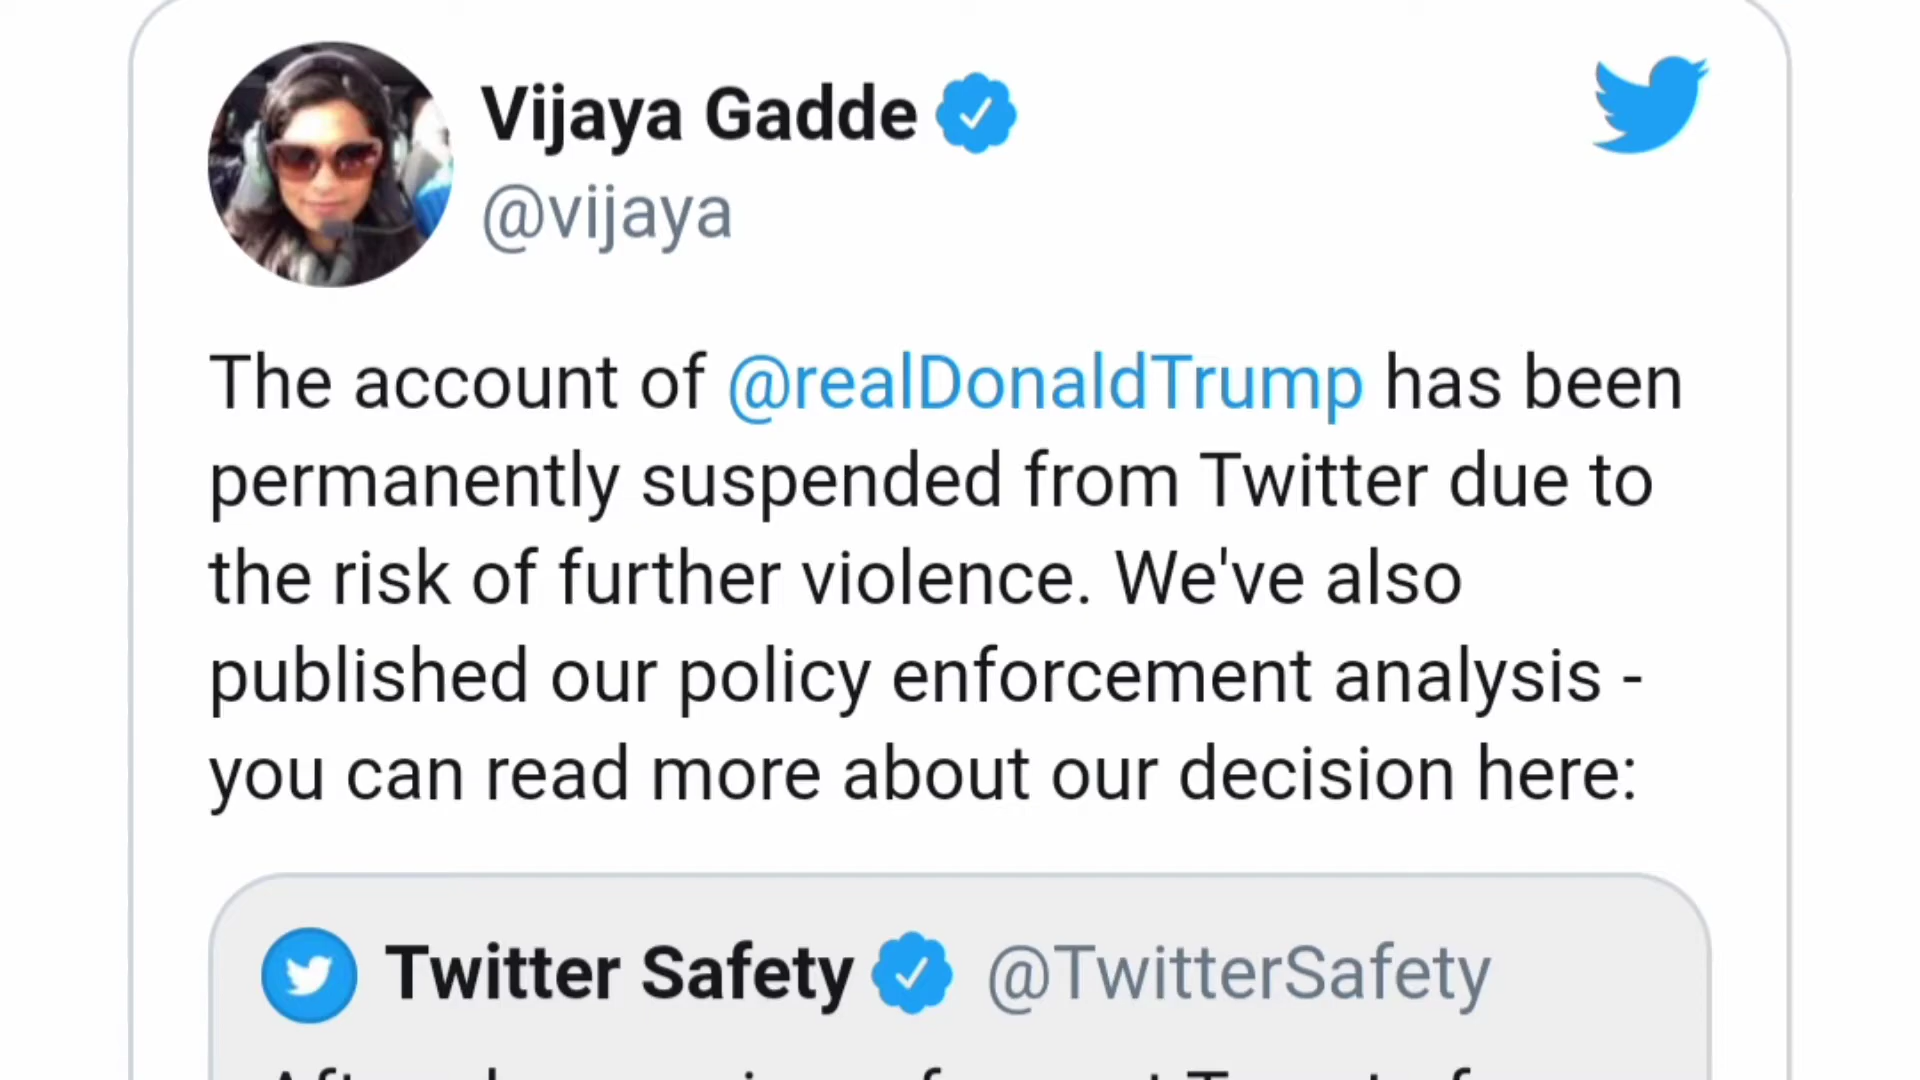 Vijaya Gadde
@vijaya
The account of @realDonaldTrump has been
permanently suspended from Twitter due to
the risk of further violence. We've also
published our policy enforcement analysis -
you can read more about our decision here:
Twitter Safety @TwitterSafety